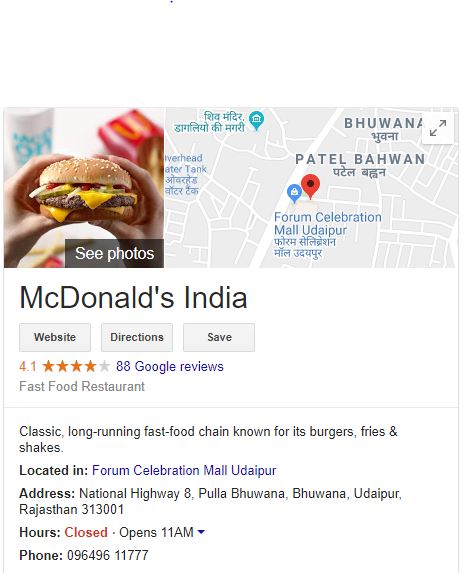 शिव मंदिर,
डागलियो की मगरी
BHUWANA
भुवना
verhead
ater Tank
ओवरहेड
वॉटर टैंक
PATEL BAHWAN
पटेल बह्वन
Forum Celebration
Mall Udaipur
फोरम सेलिब्रेशन
मॉल उदयपुर
See photos
McDonald's India
Website Directions Save
4.1 88 Google reviews
Fast Food Restaurant
Classic, long-running fast-food chain known for its burgers, fries &
shakes.
Located in: Forum Celebration Mall Udaipur
Address: National Highway 8, Pulla Bhuwana, Bhuwana, Udaipur,
Rajasthan 313001
Hours: Closed · Opens 11AM
Phone: 096496 11777